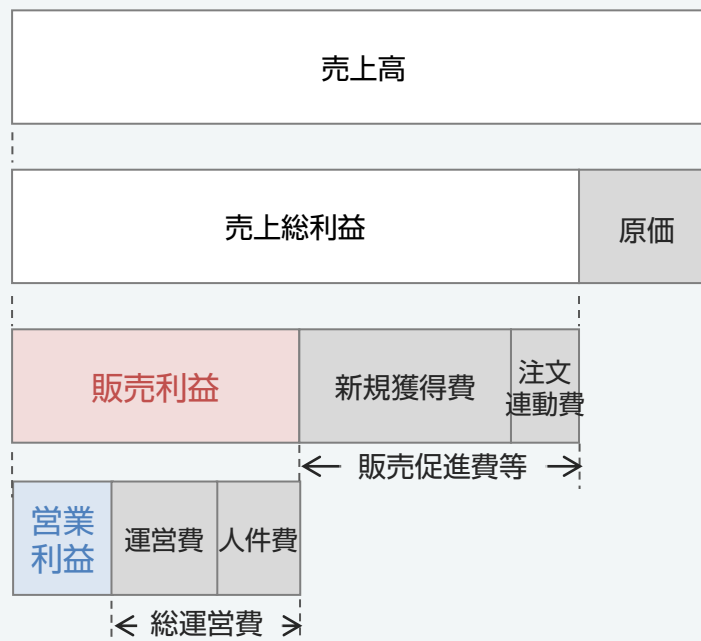 売上高
売上総利益
原価
販売利益
新規獲得費
注文
連動費
販売促進費等
営業
利益
運営費
人件費
総運営費